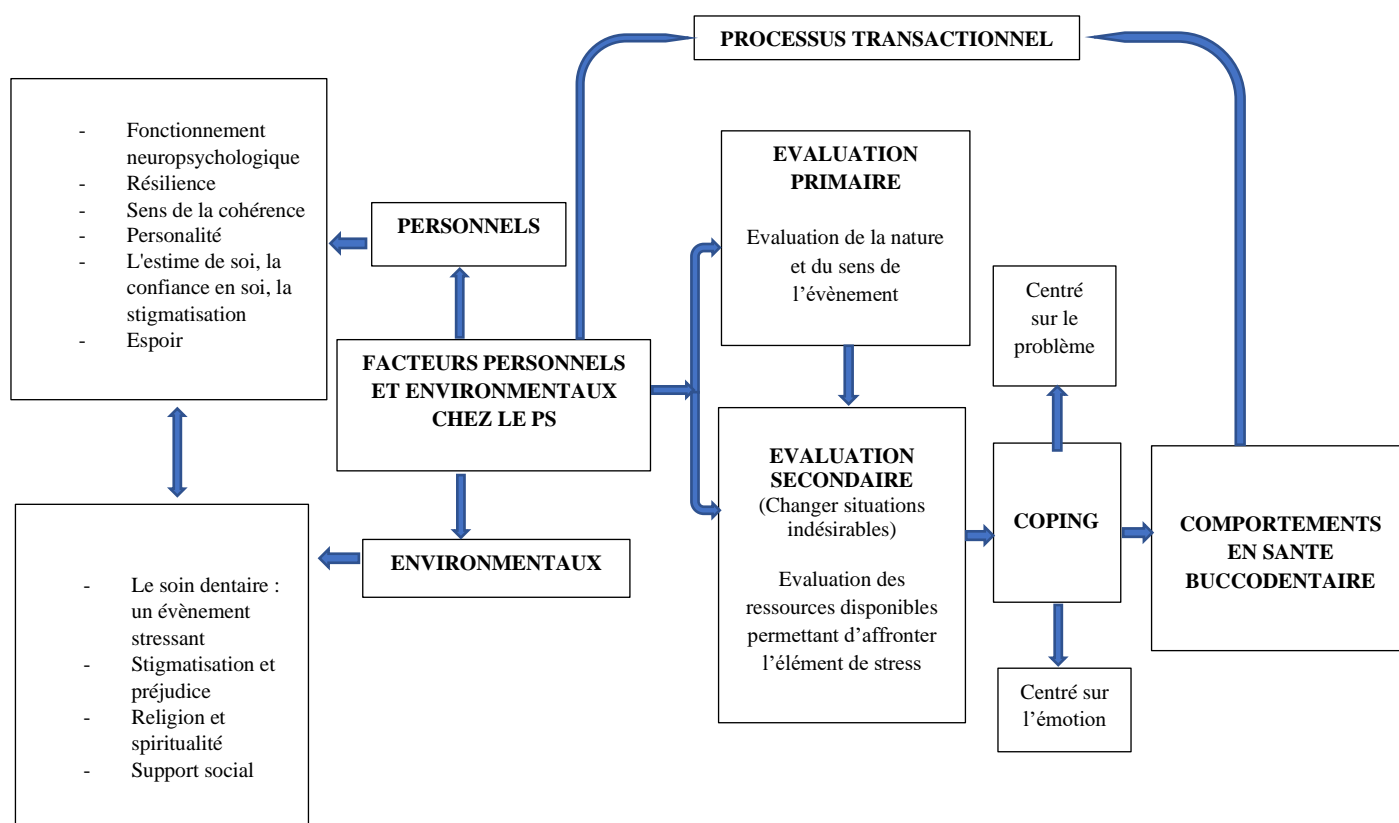 PROCESSUS TRANSACTIONNEL
- Fonctionnement
neuropsychologique
- Résilience
- Sens de la cohérence
- Personalité
- L'estime de soi, la
confiance en soi, la
stigmatisation
- Espoir
PERSONNELS
FACTEURS PERSONNELS
ET ENVIRONMENTAUX
CHEZ LE PS
ENVIRONMENTAUX
- Le soin dentaire :
un évènement
stressant
- Stigmatisation et
préjudice
- Religion et
spiritualité
- Support social
EVALUATION
PRIMAIRE
Evaluation de la nature
et du sens de
l’évènement
EVALUATION
SECONDAIRE
(Changer situations
indésirables)
Evaluation des
ressources disponibles
permettant d’affronter
l’élément de stress
Centré
sur le
problème
COPING
Centré sur
l’émotion
COMPORTEMENTS
EN SANTE
BUCCODENTAIRE